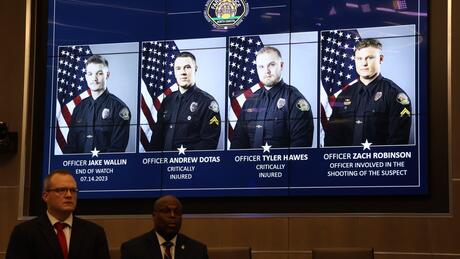 OFFICER JAKE WALLIN
END OF WATCH
07.14.2023
OFFICER ANDREW DOTAS
CRITICALLY
INJURED
OFFICER TYLER HAWES
CRITICALLY
INJURED
OFFICER ZACH ROBINSON
OFFICER INVOLVED IN THE
SHOOTING OF THE SUSPECT